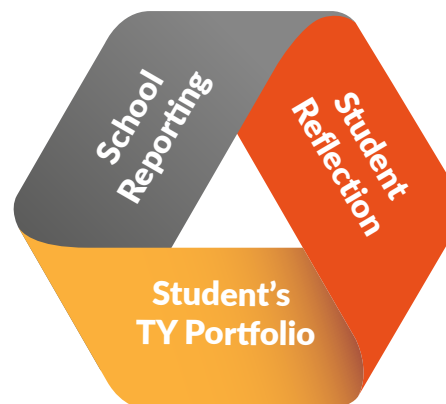 School
Reporting
Student
Reflection
Student’s
TY Portfolio